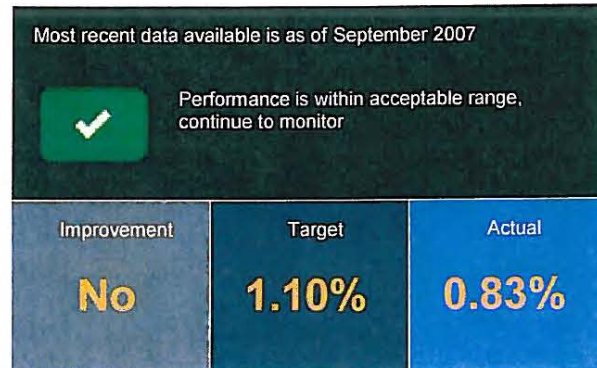 Most recent data available is as of September 2007
Performance is within acceptable range,
continue to monitor
Improvement
Target
Actual
No
1.10%
0.83%